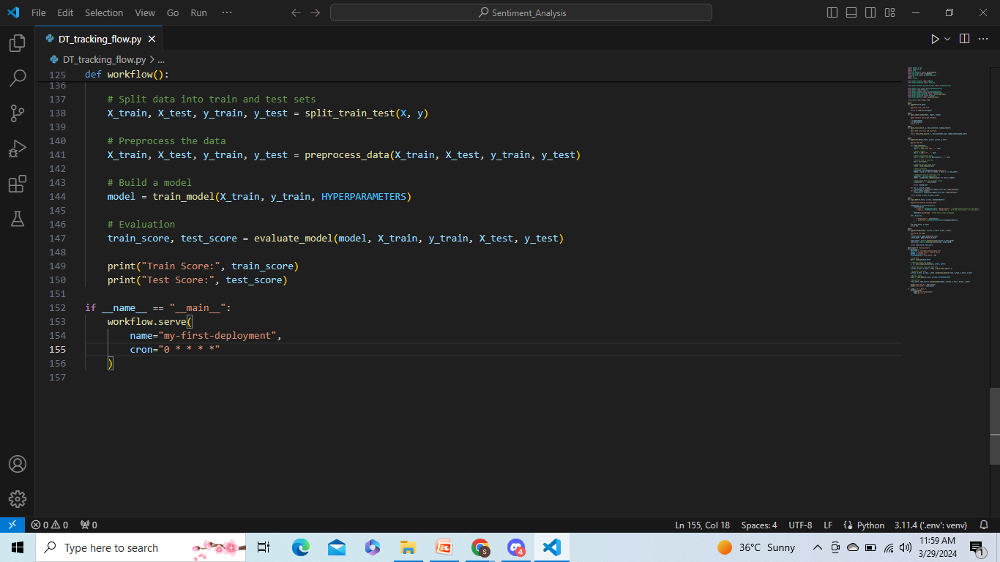 File Edit Selection View Go Run ··· Sentiment_Analysis
DT_tracking_flow.py
DT_tracking_flow.py > ...
125 def workflow():
136
137 # Split data into train and test sets
138 X_train, X_test, y_train, y_test = split_train_test(X, y)
139
140 # Preprocess the data
141 X_train, X_test, y_train, y_test = preprocess_data(X_train, X_test, y_train, y_test)
142
143 # Build a model
144 model = train_model(X_train, y_train, HYPERPARAMETERS)
145
146 # Evaluation
147 train_score, test_score = evaluate_model(model, X_train, y_train, X_test, y_test)
148
149 print("Train Score:", train_score)
150 print("Test Score:", test_score)
151
152 if __name__ == "__main__":
153 workflow.serve(
154 name="my-first-deployment",
155 cron="0 * * * *"
156 )
157
0 0 0 Ln 155, Col 18 Spaces: 4 UTF-8 LF Python 3.11.4 ('.env': venv)
Type here to search S 4 36°C Sunny 11:59 AM
3/29/2024 1